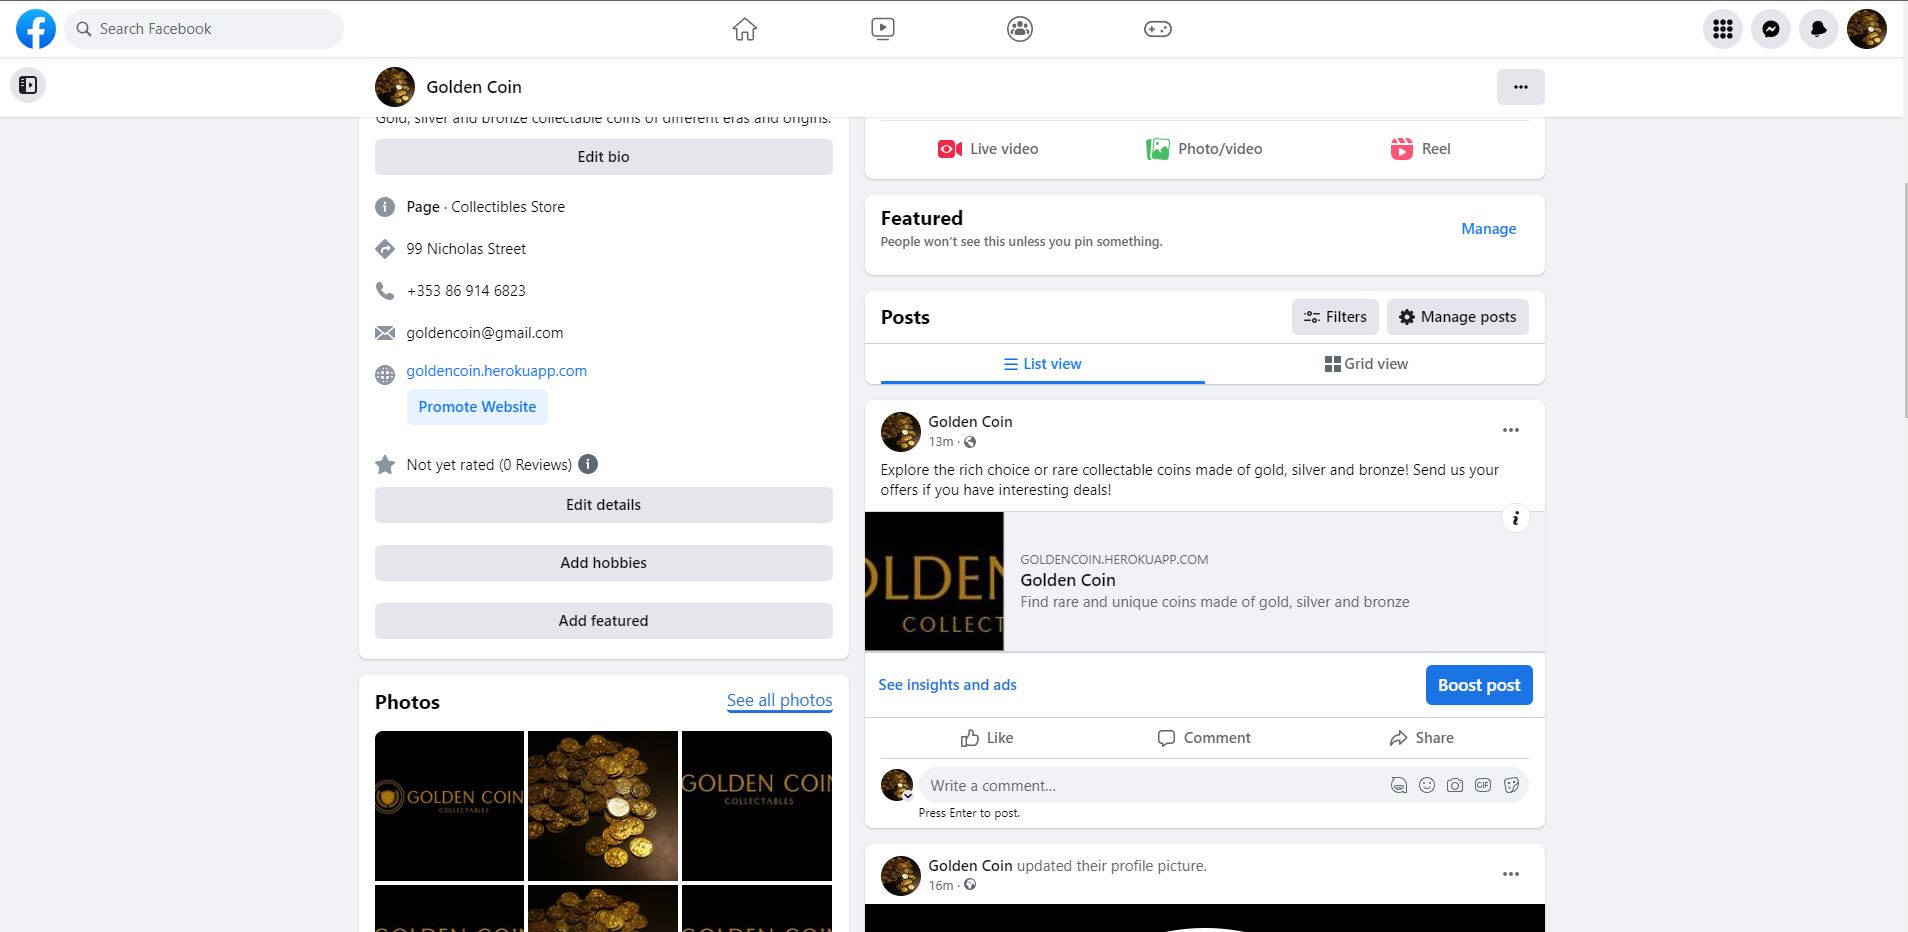 Search Facebook
Golden Coin
Gold, silver and bronze collectable coins of different eras and origins.
Edit bio
Page · Collectibles Store
99 Nicholas Street
+353 86 914 6823
goldencoin@gmail.com
goldencoin.herokuapp.com
Promote Website
Not yet rated (0 Reviews)
Edit details
Add hobbies
Add featured
Photos
See all photos
GOLDEN COIN
COLLECTABLES
GOLDEN COIN
COLLECTABLES
Live video
Photo/video
Reel
Featured
People won't see this unless you pin something.
Manage
Posts
Filters
Manage posts
List view
Grid view
Golden Coin
13m ·
Explore the rich choice or rare collectable coins made of gold, silver and bronze! Send us your
offers if you have interesting deals!
OLDEN
COLLECT
GOLDENCOIN.HEROKUAPP.COM
Golden Coin
Find rare and unique coins made of gold, silver and bronze
See insights and ads
Boost post
Like
Comment
Share
Write a comment...
GIF
Press Enter to post.
Golden Coin updated their profile picture.
16m ·